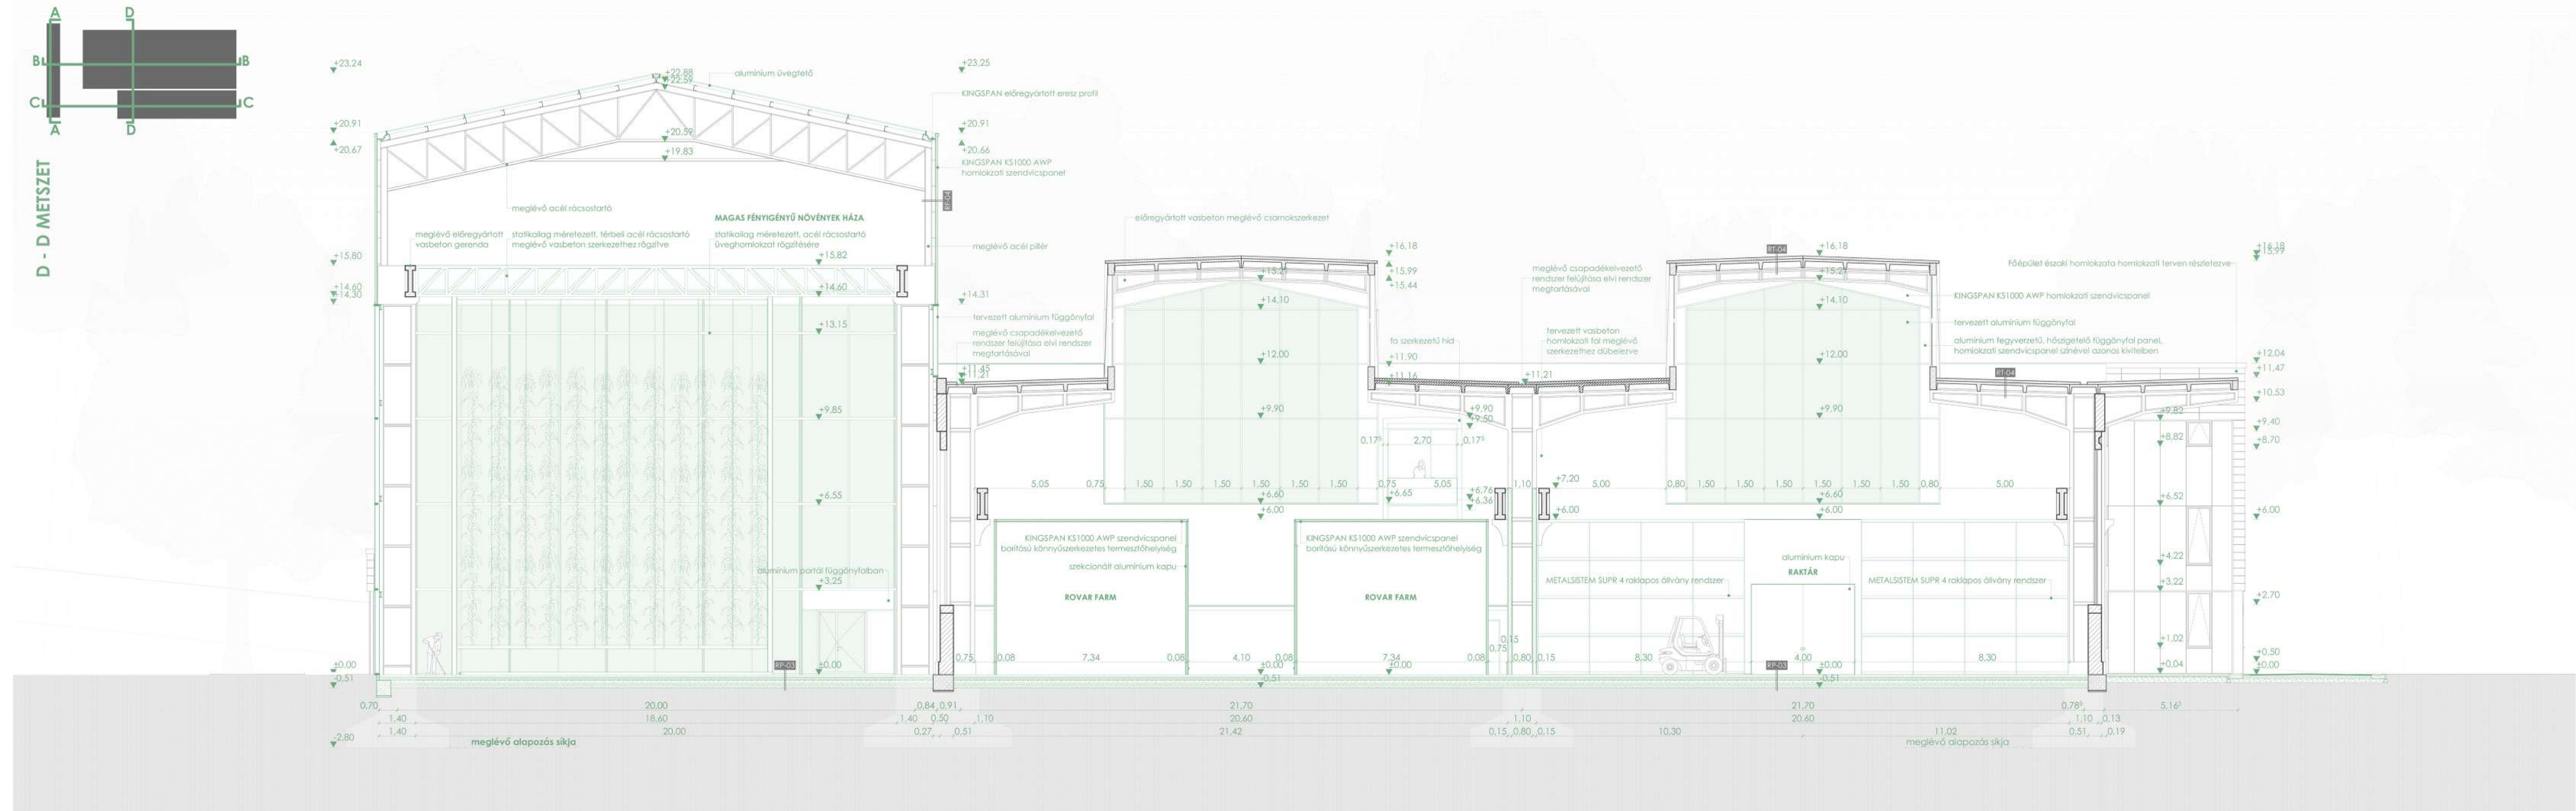 A
D
B
B
C
C
A
D
D - D METSZET
+23,24
+20,91
+20,67
+15,80
+14,60
+14,30
±0.00
-0.51
-2,80
+22,88
+22,59
alumínium üvegtető
+20,59
+19,83
meglévő acél rácsostartó
MAGAS FÉNYIGÉNYŰ NÖVÉNYEK HÁZA
meglévő előregyártott
vasbeton gerenda
statikailag méretezett, térbeli acél rácsostartó
meglévő vasbeton szerkezethez rögzítve
statikailag méretezett, acél rácsostartó
üveghomlokzat rögzítésére
+15,82
+14,60
+13,15
+9,85
+6,55
alumínium portál függönyfalban
+3,25
RP-03
±0.00
+23,25
KINGSPAN előregyártott eresz profil
+20,91
+20,66
KINGSPAN KS1000 AWP
homlokzati szendvicspanel
RT-04
meglévő acél pillér
+14,31
tervezett alumínium függönyfal
meglévő csapadékelvezető
rendszer felújítása elvi rendszer
megtartásával
+11,45
+11,21
előregyártott vasbeton meglévő csarnokszerkezet
+15,21
+14,10
+12,00
+9,90
+16,18
+15,99
+15,44
fa szerkezetű híd
+11,90
+11,16
+9,90
+9,50
0,17⁵
2,70
0,17⁵
5,05
0,75
1,50
1,50
1,50
1,50
1,50
1,50
0,75
5,05
+6,60
+6,00
+6,65
+6,76
+6,36
1,10
KINGSPAN KS1000 AWP szendvicspanel
borítású könnyűszerkezetes termesztőhelyiség
szekcionált alumínium kapu
ROVAR FARM
KINGSPAN KS1000 AWP szendvicspanel
borítású könnyűszerkezetes termesztőhelyiség
ROVAR FARM
0,75
0,08
7,34
0,08
4,10
0,08
±0.00
-0.51
7,34
±0.00
0,08
0,75
0,15
0,80
0,15
meglévő csapadékelvezető
rendszer felújítása elvi rendszer
megtartásával
tervezett vasbeton
homlokzati fal meglévő
szerkezethez dübelezve
+11,21
+7,20
+6,00
RT-04
+16,18
+15,21
+14,10
+12,00
+9,90
5,00
0,80
1,50
1,50
1,50
1,50
1,50
1,50
0,80
5,00
+6,60
+6,00
alumínium kapu
RAKTÁR
METALSISTEM SUPR 4 raklapos állvány rendszer
METALSISTEM SUPR 4 raklapos állvány rendszer
8,30
4,00
±0.00
8,30
RP-03
-0.51
Főépület északi homlokzata homlokzati terven részletezve
KINGSPAN KS1000 AWP homlokzati szendvicspanel
tervezett alumínium függönyfal
alumínium fegyverzetű, hőszigetelő függönyfal panel,
homlokzati szendvicspanel színével azonos kivitelben
RT-04
+9,82
+8,82
+6,52
+4,22
+3,22
+1,02
+0,04
+16,18
+15,99
+12,04
+11,47
+10,53
+9,40
+8,70
+6,00
+2,70
+0,50
±0.00
0,70
20,00
0,84
0,91
21,70
21,70
0,78⁵
5,16⁵
1,40
18,60
1,40
0,50
1,10
20,60
1,10
20,60
1,10
0,13
1,40
20,00
0,27
0,51
21,42
0,15
0,80
0,15
10,30
11,02
0,51
0,19
meglévő alapozás síkja
meglévő alapozás síkja